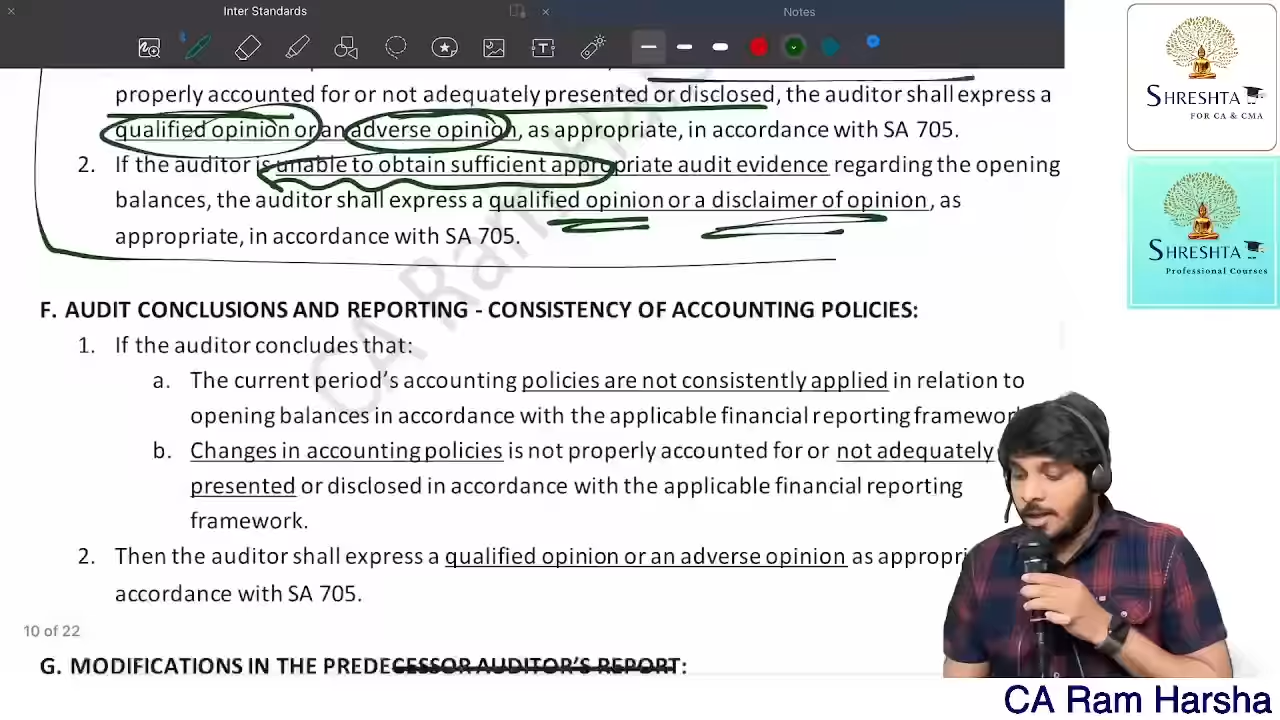 Inter Standards
Notes
properly accounted for or not adequately presented or disclosed, the auditor shall express a
qualified opinion or an adverse opinion, as appropriate, in accordance with SA 705.
2. If the auditor is unable to obtain sufficient appropriate audit evidence regarding the opening
balances, the auditor shall express a qualified opinion or a disclaimer of opinion, as
appropriate, in accordance with SA 705.
F. AUDIT CONCLUSIONS AND REPORTING - CONSISTENCY OF ACCOUNTING POLICIES:
1. If the auditor concludes that:
a. The current period's accounting policies are not consistently applied in relation to
opening balances in accordance with the applicable financial reporting
b. Changes in accounting policies is not properly accounted for or not adequately
presented or disclosed in accordance with the applicable financial reporting
framework.
2. Then the auditor shall express a qualified opinion or an adverse opinion as
accordance with SA 705.
10 of 22
G. MODIFICATIONS IN THE PREDECESSOR AUDITOR'S REPORT:
SHRESHTA
FOR CA & CMA
SHRESHTA
Professional Courses
CA Ram Harsha